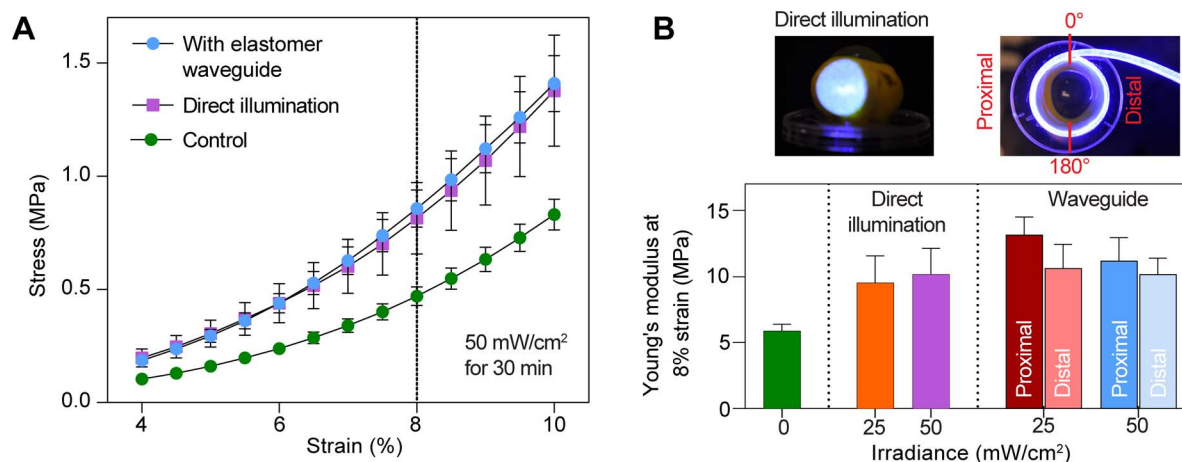 A
Stress (MPa)
1.5
1.0
0.5
0.0
With elastomer
waveguide
Direct illumination
Control
50 mW/cm²
for 30 min
4
6
8
10
Strain (%)
B
Direct illumination
0°
Proximal
Distal
180°
Young's modulus at
8% strain (MPa)
15
10
5
0
Direct
illumination
Waveguide
Proximal
Distal
Proximal
Distal
0
25
50
25
50
Irradiance (mW/cm²)